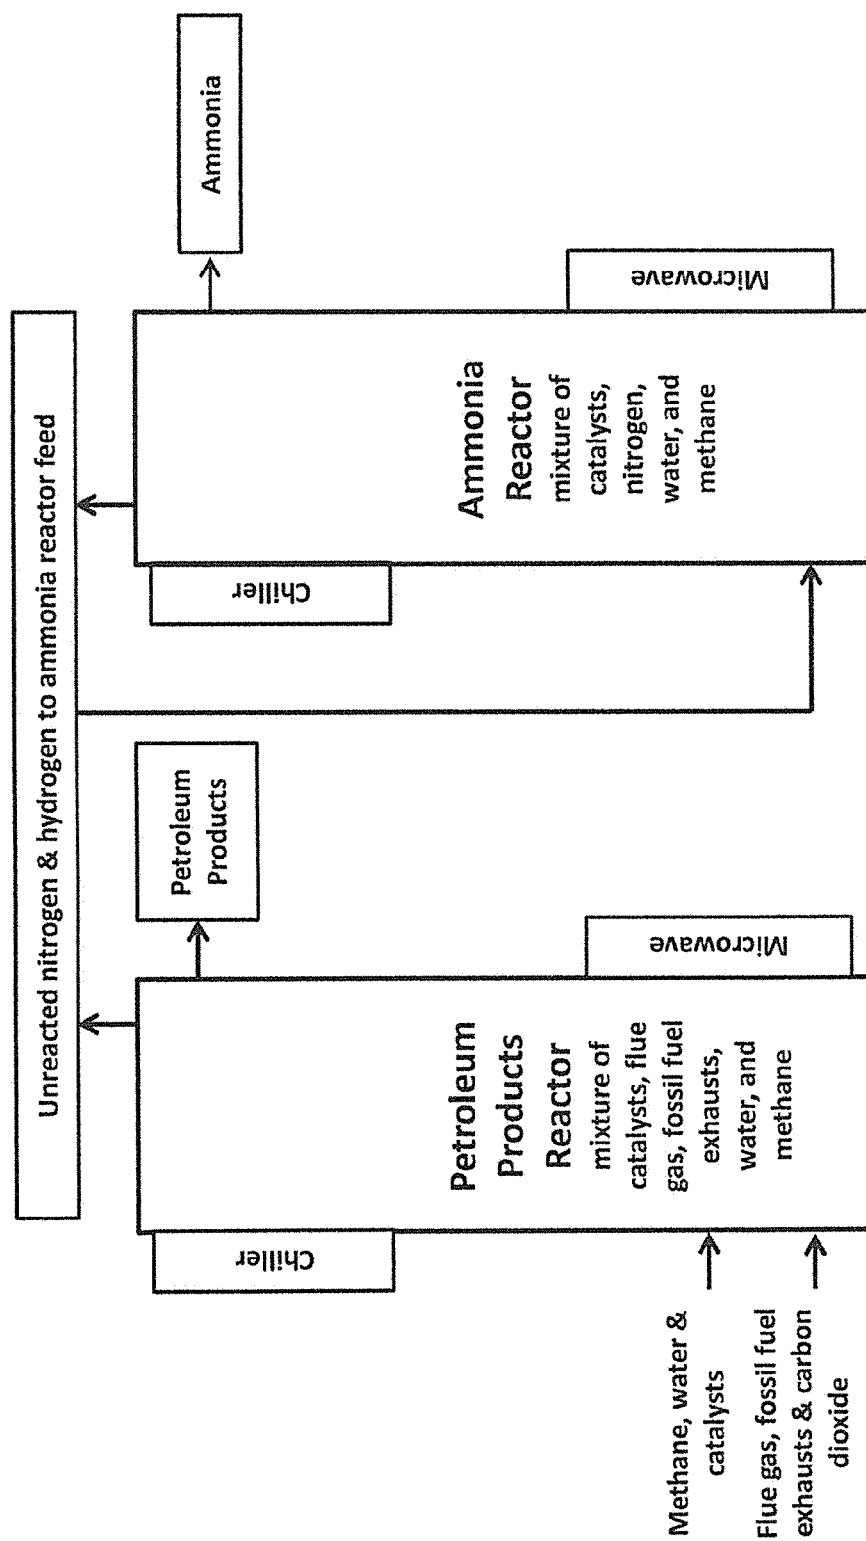 Unreacted nitrogen & hydrogen to ammonia reactor feed
Chiller
Petroleum
Products
Reactor
mixture of
catalysts, flue
gas, fossil fuel
exhausts,
water, and
methane
Microwave
Petroleum
Products
Methane, water &
catalysts
Flue gas, fossil fuel
exhausts & carbon
dioxide
Chiller
Ammonia
Reactor
mixture of
catalysts,
nitrogen,
water, and
methane
Microwave
Ammonia